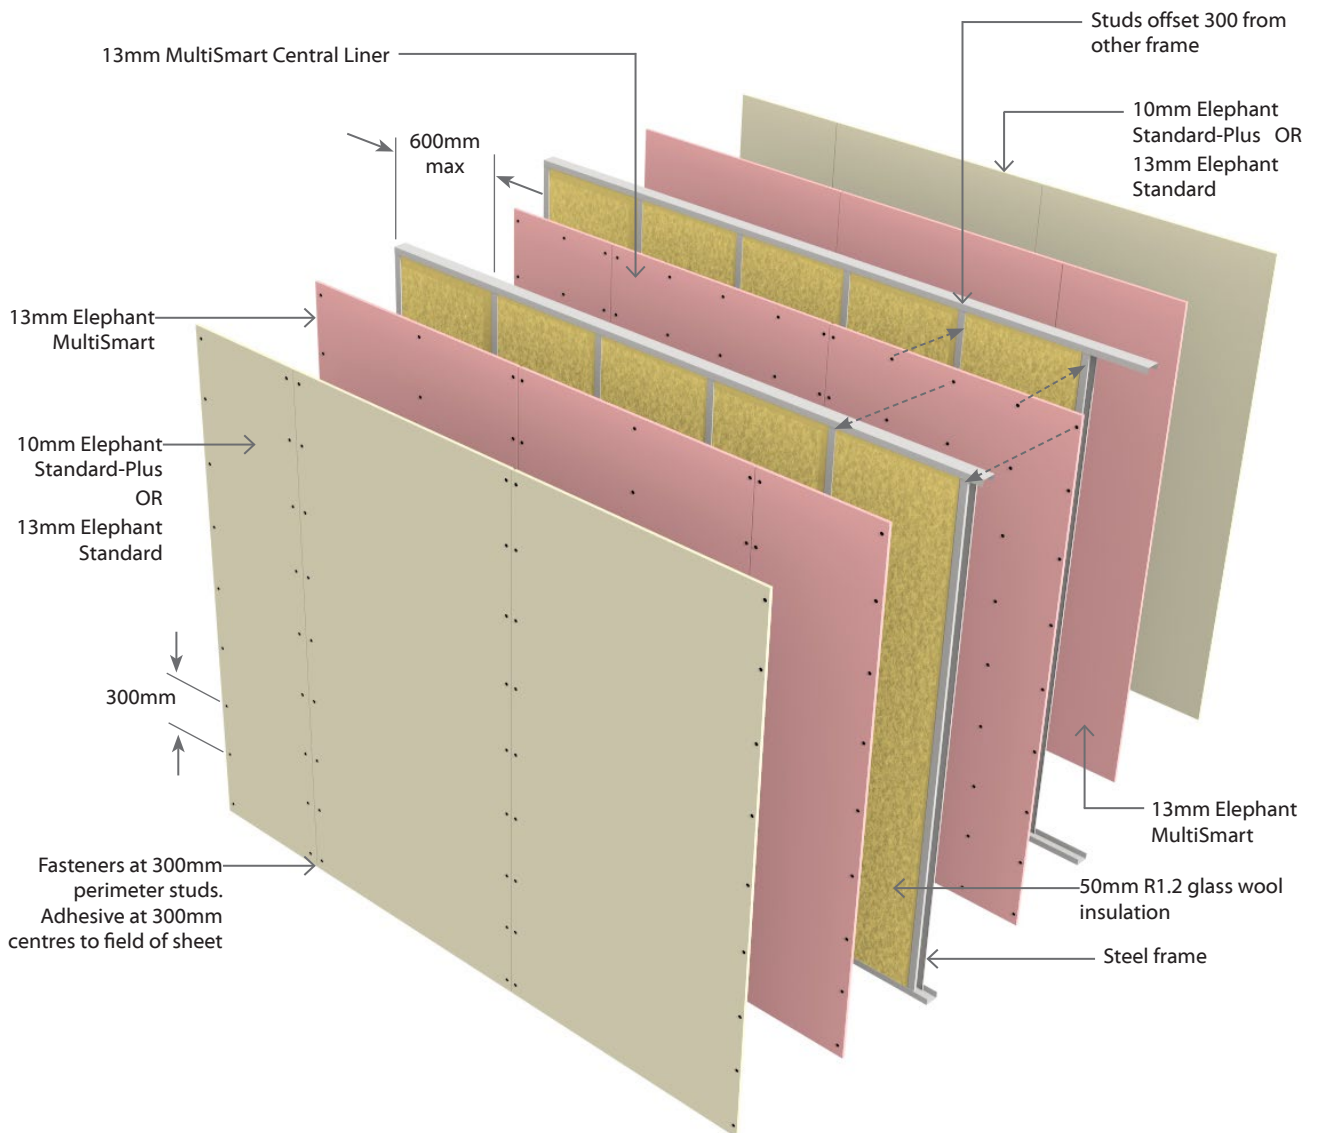 Studs offset 300 from
other frame
13mm MultiSmart Central Liner
10mm Elephant
Standard-Plus OR
13mm Elephant
Standard
600mm
max
13mm Elephant
MultiSmart
10mm Elephant
Standard-Plus
OR
13mm Elephant
Standard
300mm
13mm Elephant
MultiSmart
Fasteners at 300mm
perimeter studs.
Adhesive at 300mm
centres to field of sheet
50mm R1.2 glass wool
insulation
Steel frame